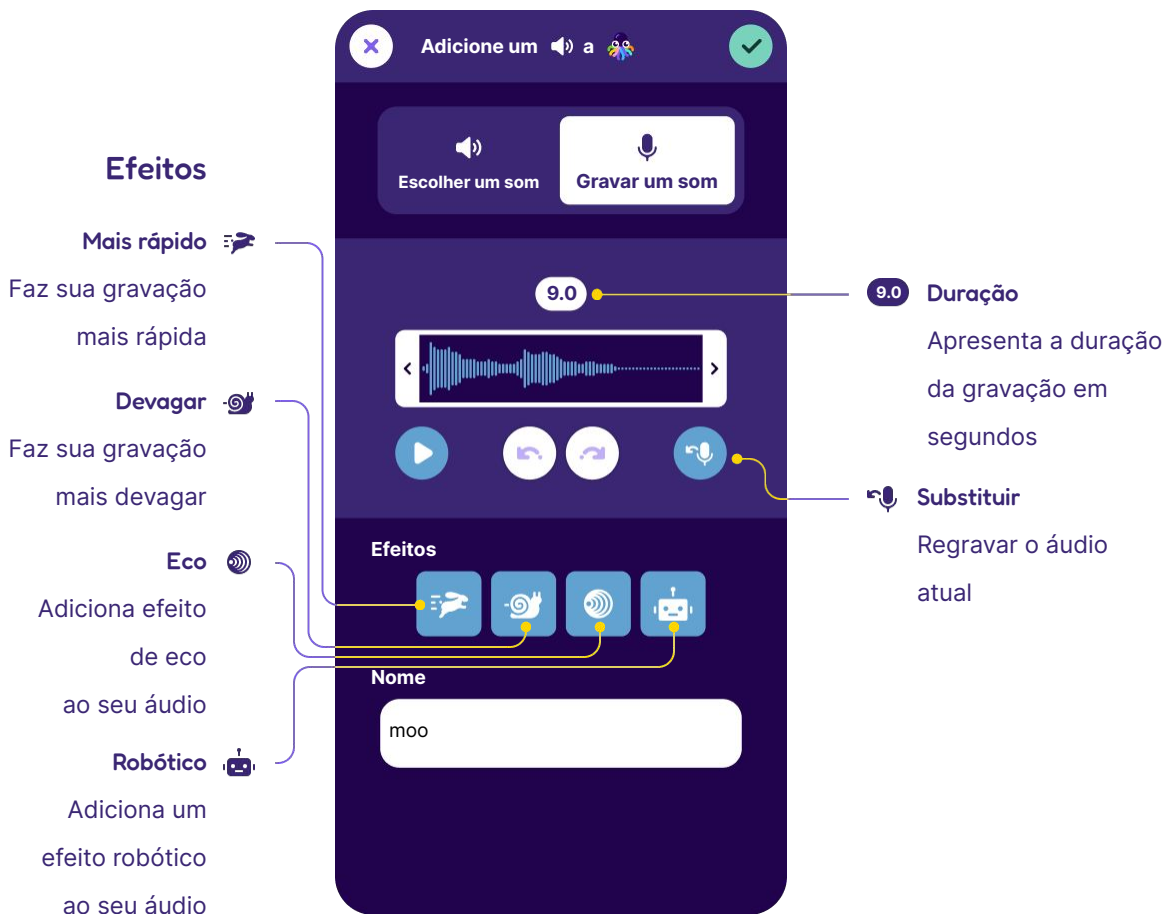 Adicione um a
Escolher um som
Gravar um som
Efeitos
Mais rápido
Faz sua gravação
mais rápida
Devagar
Faz sua gravação
mais devagar
Eco
Adiciona efeito
de eco
ao seu áudio
Robótico
Adiciona um
efeito robótico
ao seu áudio
9.0
Efeitos
Nome
moo
9.0 Duração
Apresenta a duração
da gravação em
segundos
Substituir
Regravar o áudio
atual